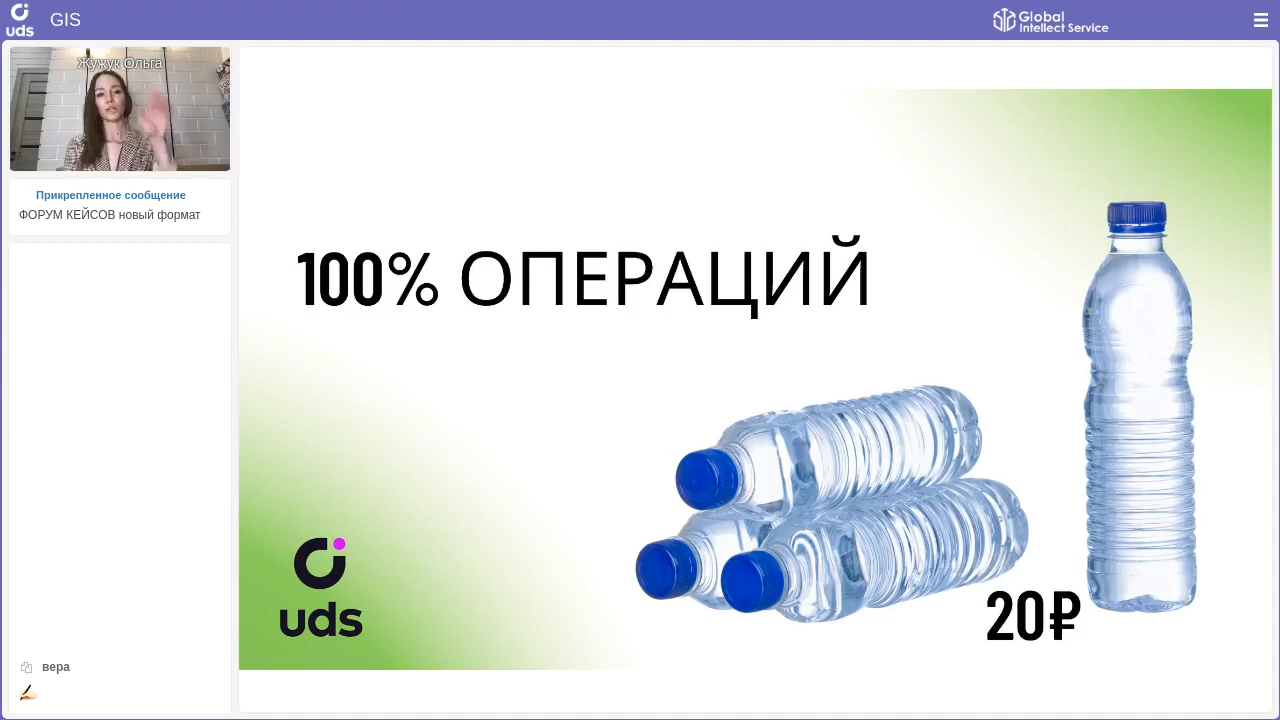 uds
GIS
Global
Intellect Service
Жужук Ольга
Прикрепленное сообщение
ФОРУМ КЕЙСОВ новый формат
100% ОПЕРАЦИЙ
20₽
uds
вера